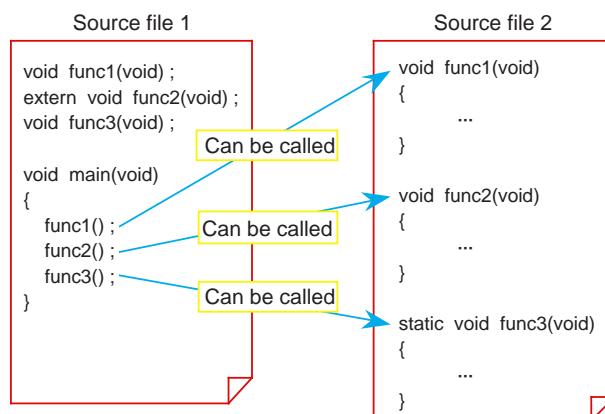 Source file 1
void func1(void) ;
extern void func2(void) ;
void func3(void) ;
void main(void)
{
func1() ;
func2() ;
func3() ;
}
Can be called
Can be called
Can be called
Source file 2
void func1(void)
{
...
}
void func2(void)
{
...
}
static void func3(void)
{
...
}